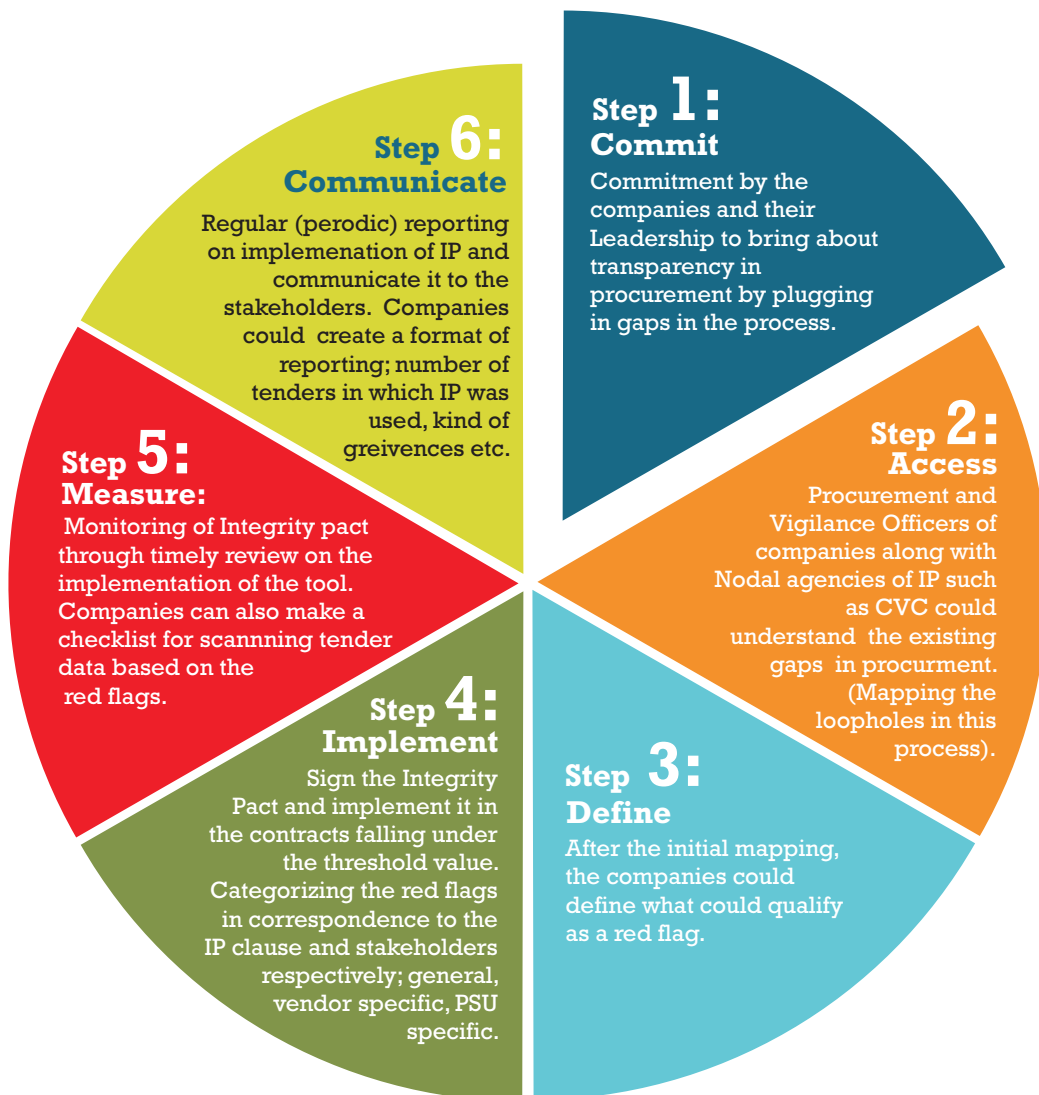 Step 1:
Commit
Commitment by the
companies and their
Leadership to bring about
transparency in
procurement by plugging
in gaps in the process.
Step 2:
Access
Procurement and
Vigilance Officers of
companies along with
Nodal agencies of IP such
as CVC could
understand the existing
gaps in procurment.
(Mapping the
loopholes in this
process).
Step 3:
Define
After the initial mapping,
the companies could
define what could qualify
as a red flag.
Step 4:
Implement
Sign the Integrity
Pact and implement it in
the contracts falling under
the threshold value.
Categorizing the red flags
in correspondence to the
IP clause and stakeholders
respectively; general,
vendor specific, PSU
specific.
Step 5:
Measure:
Monitoring of Integrity pact
through timely review on the
implementation of the tool.
Companies can also make a
checklist for scannning tender
data based on the
red flags.
Step 6:
Communicate
Regular (perodic) reporting
on implemenation of IP and
communicate it to the
stakeholders. Companies
could create a format of
reporting; number of
tenders in which IP was
used, kind of
greivences etc.